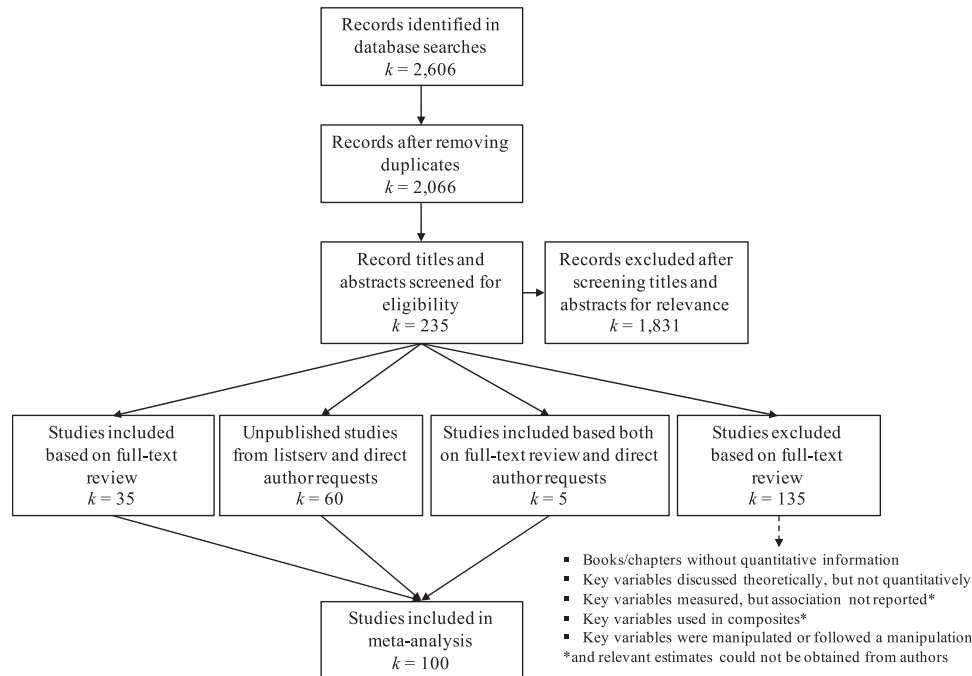 Records identified in
database searches
k = 2,606
Records after removing
duplicates
k = 2,066
Record titles and
abstracts screened for
eligibility
k = 235
Records excluded after
screening titles and
abstracts for relevance
k = 1,831
Studies included
based on full-text
review
k = 35
Unpublished studies
from listserv and direct
author requests
k = 60
Studies included based both
on full-text review and direct
author requests
k = 5
Studies excluded
based on full-text
review
k = 135
▪ Books/chapters without quantitative information
▪ Key variables discussed theoretically, but not quantitatively
▪ Key variables measured, but association not reported*
▪ Key variables used in composites*
▪ Key variables were manipulated or followed a manipulation
*and relevant estimates could not be obtained from authors
Studies included in
meta-analysis
k = 100